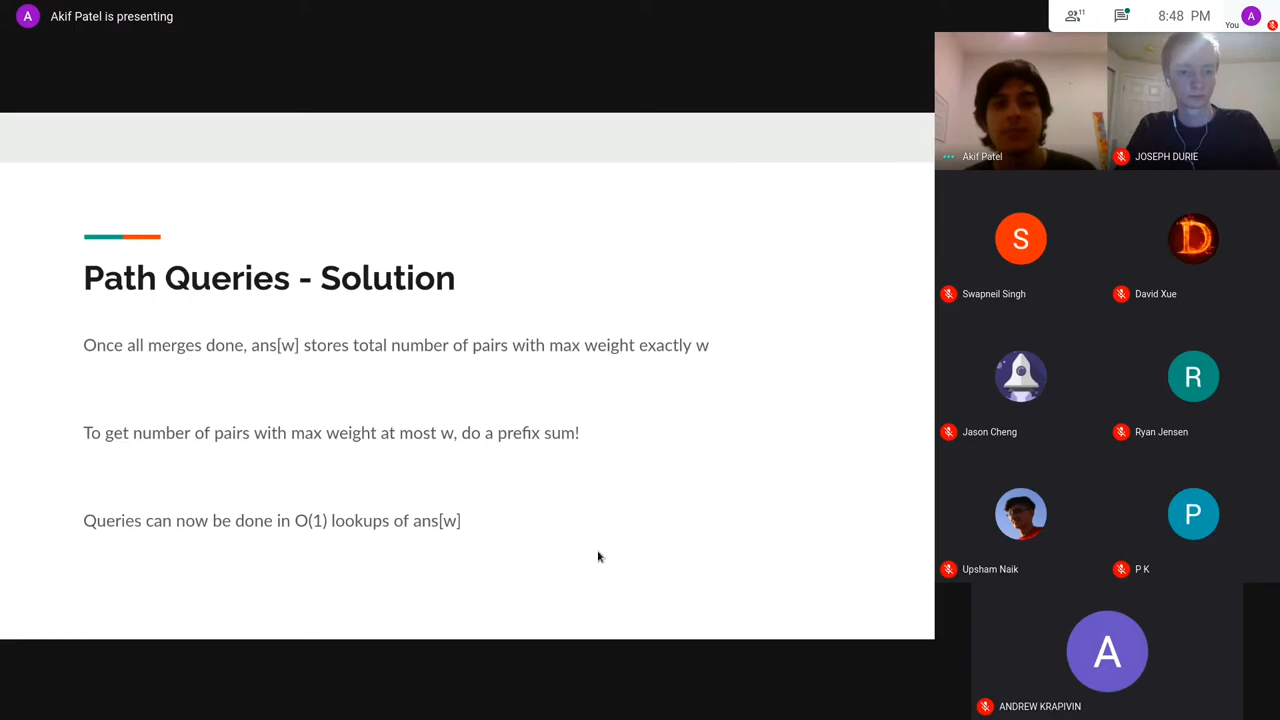 A
Akif Patel is presenting
11
8:48 PM
You
A
Path Queries - Solution
Once all merges done, ans[w] stores total number of pairs with max weight exactly w
To get number of pairs with max weight at most w, do a prefix sum!
Queries can now be done in O(1) lookups of ans[w]
Akif Patel
JOSEPH DURIE
S
D
Swapneil Singh
David Xue
R
Jason Cheng
Ryan Jensen
P
Upsham Naik
P K
A
ANDREW KRAPIVIN